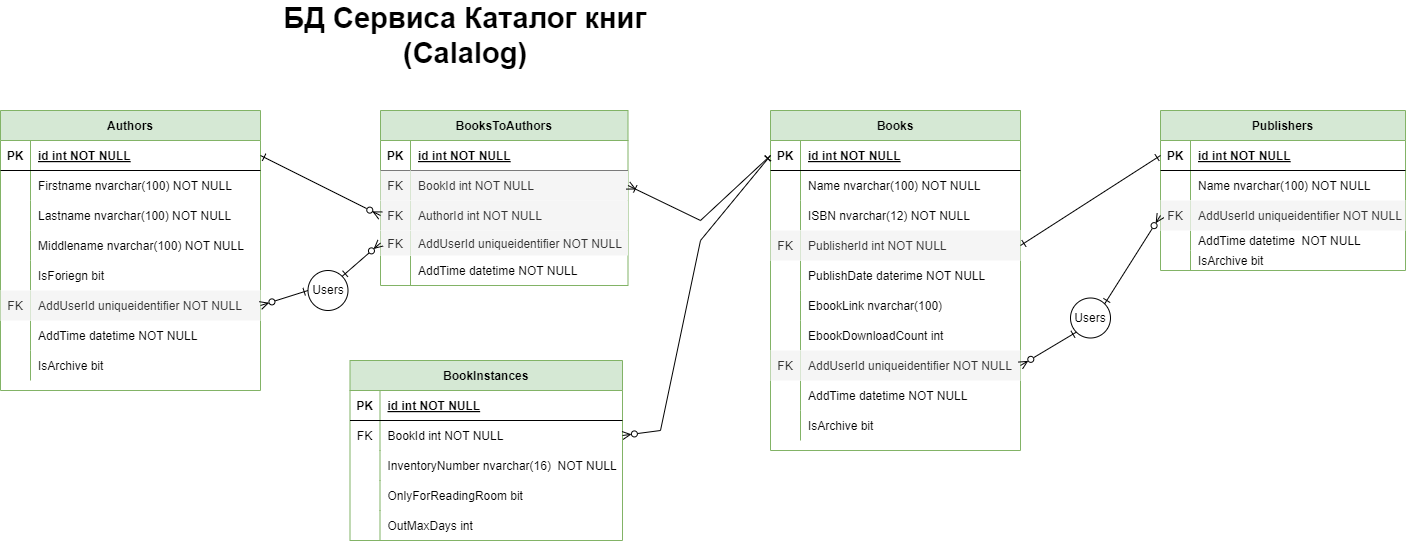 БД Сервиса Каталог книг
(Calalog)
Authors
PK id int NOT NULL
Firstname nvarchar(100) NOT NULL
Lastname nvarchar(100) NOT NULL
Middlename nvarchar(100) NOT NULL
IsForiegn bit
FK AddUserId uniqueidentifier NOT NULL
AddTime datetime NOT NULL
IsArchive bit
Users
BooksToAuthors
PK id int NOT NULL
FK BookId int NOT NULL
FK AuthorId int NOT NULL
FK AddUserId uniqueidentifier NOT NULL
AddTime datetime NOT NULL
BookInstances
PK id int NOT NULL
FK BookId int NOT NULL
InventoryNumber nvarchar(16) NOT NULL
OnlyForReadingRoom bit
OutMaxDays int
Books
PK id int NOT NULL
Name nvarchar(100) NOT NULL
ISBN nvarchar(12) NOT NULL
FK PublisherId int NOT NULL
PublishDate daterime NOT NULL
EbookLink nvarchar(100)
EbookDownloadCount int
FK AddUserId uniqueidentifier NOT NULL
AddTime datetime NOT NULL
IsArchive bit
Users
Publishers
PK id int NOT NULL
Name nvarchar(100) NOT NULL
FK AddUserId uniqueidentifier NOT NULL
AddTime datetime NOT NULL
IsArchive bit